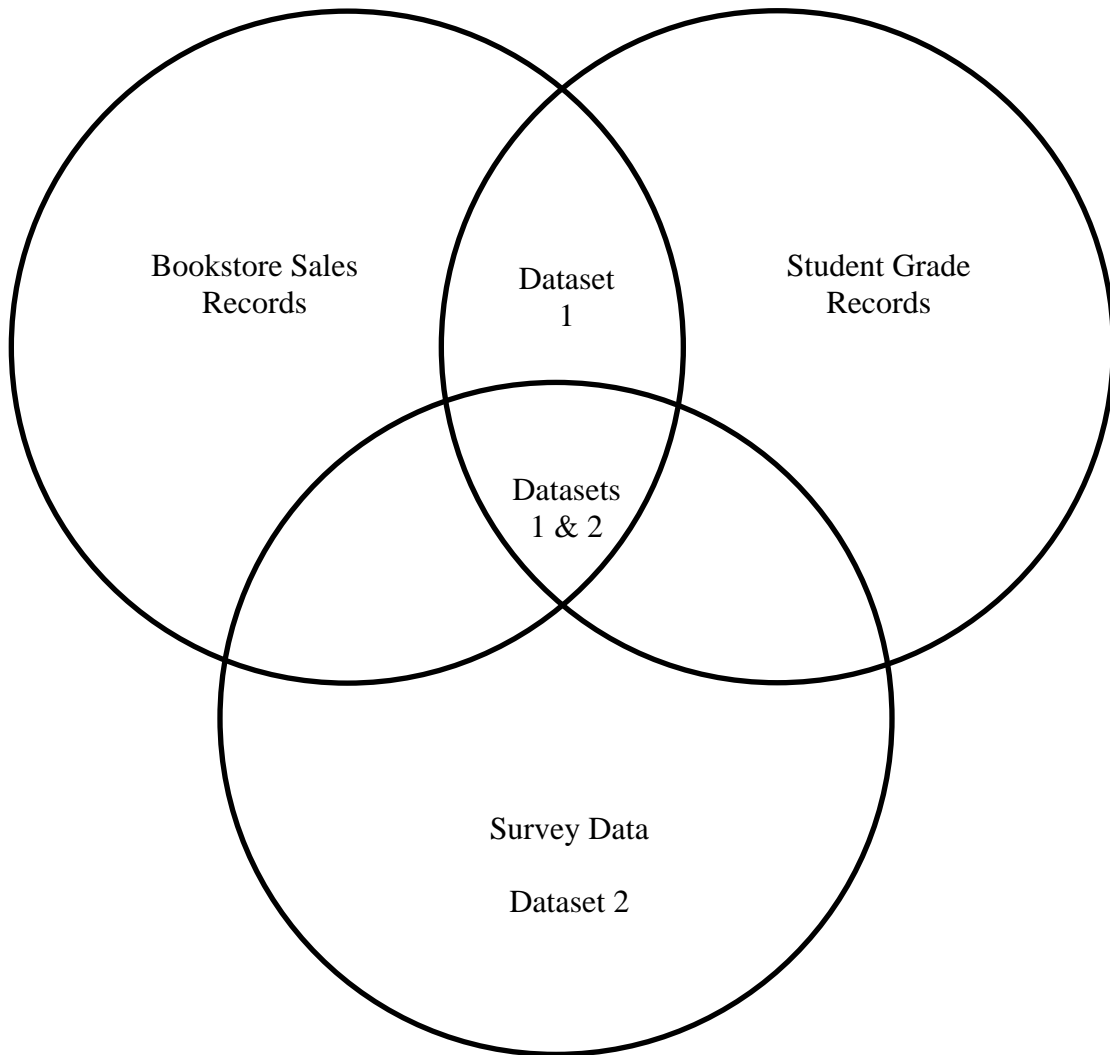 Bookstore Sales
Records
Dataset
1
Student Grade
Records
Datasets
1 & 2
Survey Data
Dataset 2